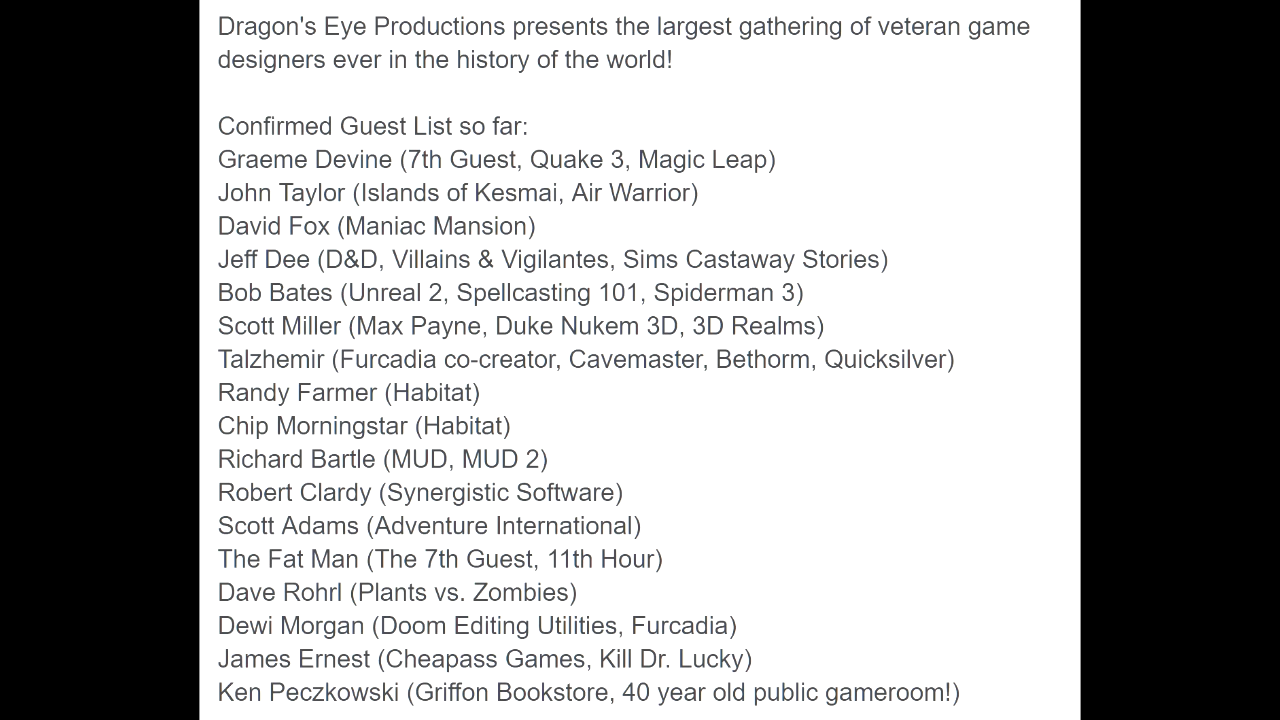 Dragon's Eye Productions presents the largest gathering of veteran game
designers ever in the history of the world!
Confirmed Guest List so far:
Graeme Devine (7th Guest, Quake 3, Magic Leap)
John Taylor (Islands of Kesmai, Air Warrior)
David Fox (Maniac Mansion)
Jeff Dee (D&D, Villains & Vigilantes, Sims Castaway Stories)
Bob Bates (Unreal 2, Spellcasting 101, Spiderman 3)
Scott Miller (Max Payne, Duke Nukem 3D, 3D Realms)
Talzhemir (Furcadia co-creator, Cavemaster, Bethorm, Quicksilver)
Randy Farmer (Habitat)
Chip Morningstar (Habitat)
Richard Bartle (MUD, MUD 2)
Robert Clardy (Synergistic Software)
Scott Adams (Adventure International)
The Fat Man (The 7th Guest, 11th Hour)
Dave Rohrl (Plants vs. Zombies)
Dewi Morgan (Doom Editing Utilities, Furcadia)
James Ernest (Cheapass Games, Kill Dr. Lucky)
Ken Peczkowski (Griffon Bookstore, 40 year old public gameroom!)